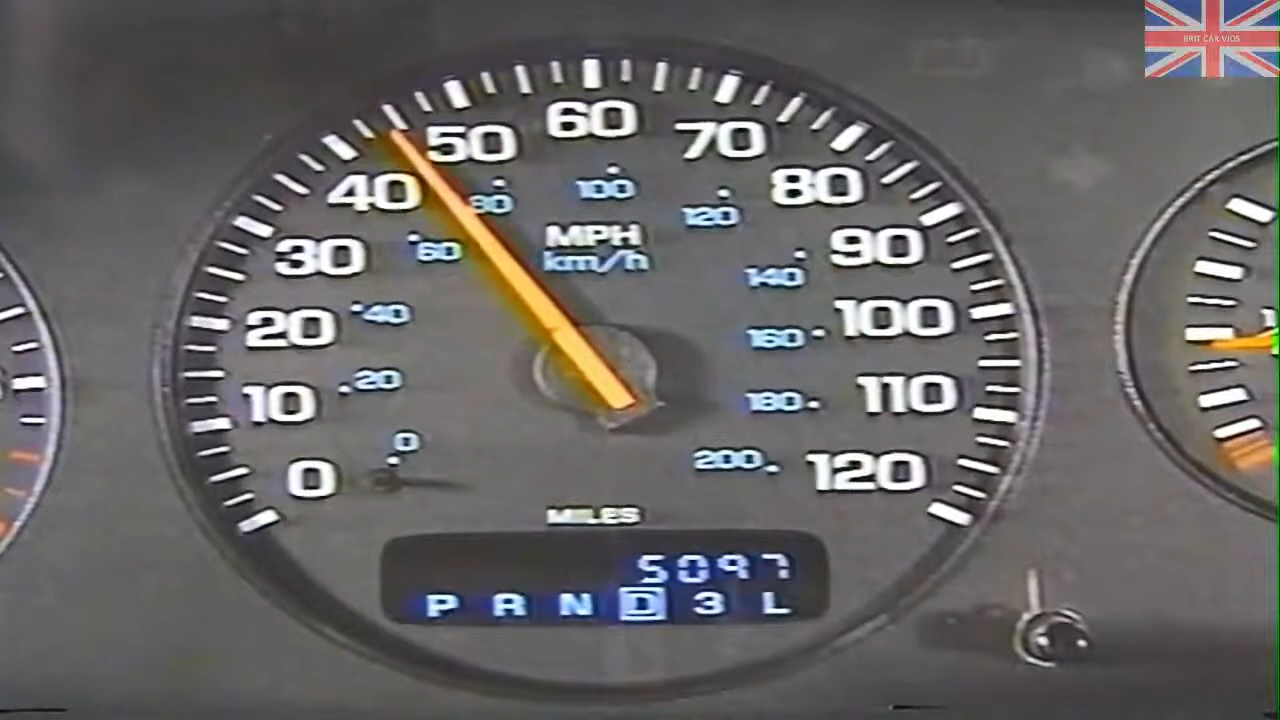 BRIT CAR VIDS
50 60 70
40 80
80 100 120
30 60 MPH 90
km/h 140
20 40 160 100
10 20 180 110
0 0 200 120
MILES
5097
P R N D 3 L